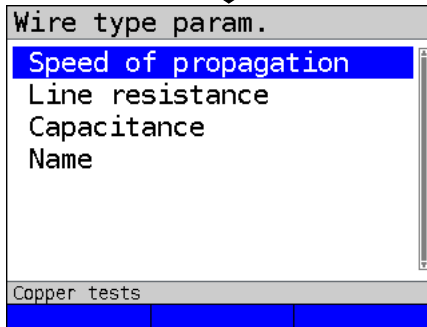 Wire type param.
Speed of propagation
Line resistance
Capacitance
Name
Copper tests